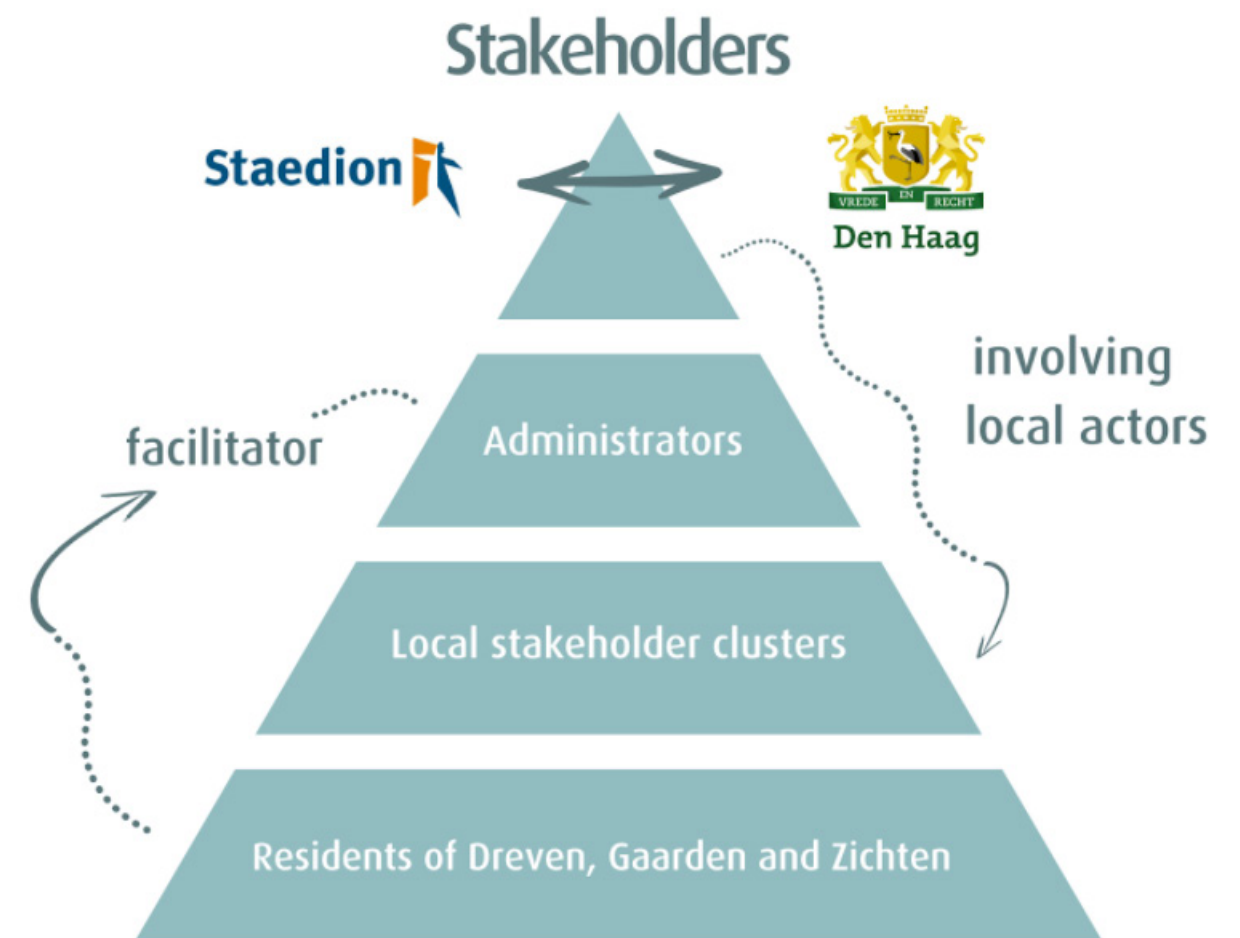 Stakeholders
Staedion
VREDE EN RECHT
Den Haag
involving
local actors
facilitator
Administrators
Local stakeholder clusters
Residents of Dreven, Gaarden and Zichten